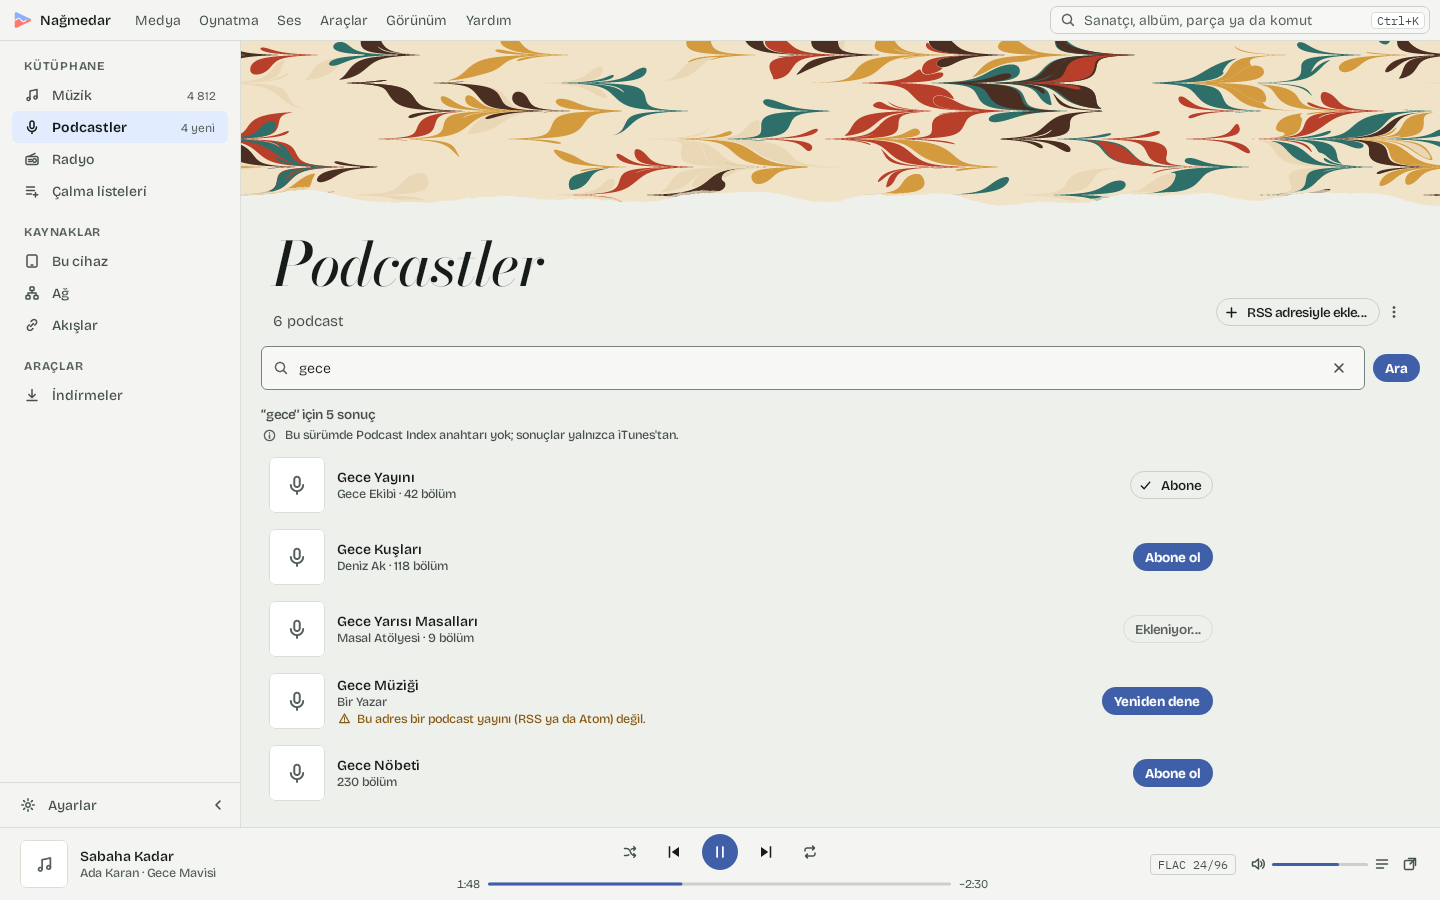 Nağmedar
Medya Oynatma Ses Araçlar Görünüm Yardım
Sanatçı, albüm, parça ya da komut Ctrl+K
KÜTÜPHANE
Müzik 4 812
Podcastler 4 yeni
Radyo
Çalma listeleri
KAYNAKLAR
Bu cihaz
Ağ
Akışlar
ARAÇLAR
İndirmeler
Ayarlar
Podcastler
6 podcast
RSS adresiyle ekle...
gece
Ara
"gece" için 5 sonuç
Bu sürümde Podcast Index anahtarı yok; sonuçlar yalnızca iTunes'tan.
Gece Yayını
Gece Ekibi · 42 bölüm
Abone
Gece Kuşları
Deniz Ak · 118 bölüm
Abone ol
Gece Yarısı Masalları
Masal Atölyesi · 9 bölüm
Ekleniyor...
Gece Müziği
Bir Yazar
Bu adres bir podcast yayını (RSS ya da Atom) değil.
Yeniden dene
Gece Nöbeti
230 bölüm
Abone ol
Sabaha Kadar
Ada Karan · Gece Mavisi
1:48
−2:30
FLAC 24/96